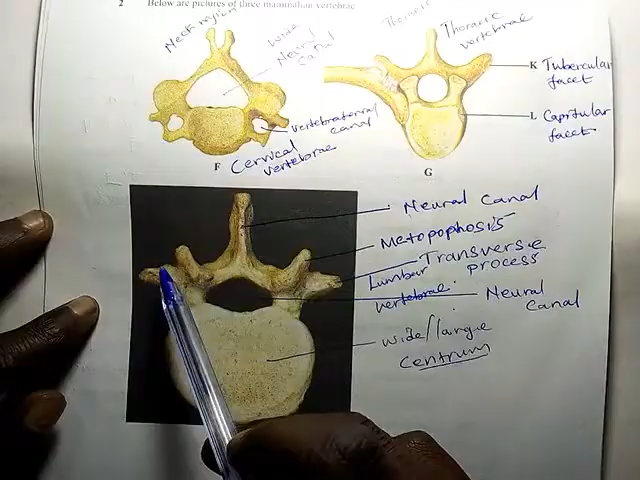 2 Below are pictures of three mammalian vertebrae
Neck region
Wide
Neural
Canal
vertebraterial
canal
F
Cervical
vertebrae
Thoracic
Thoracic
vertebrae
K Tubercular
facet
L Capitular
facet
G
Neural Canal
Metopophosis
Transverse
process
Lumbar
vertebrae
Neural
Canal
wide/large
centrum